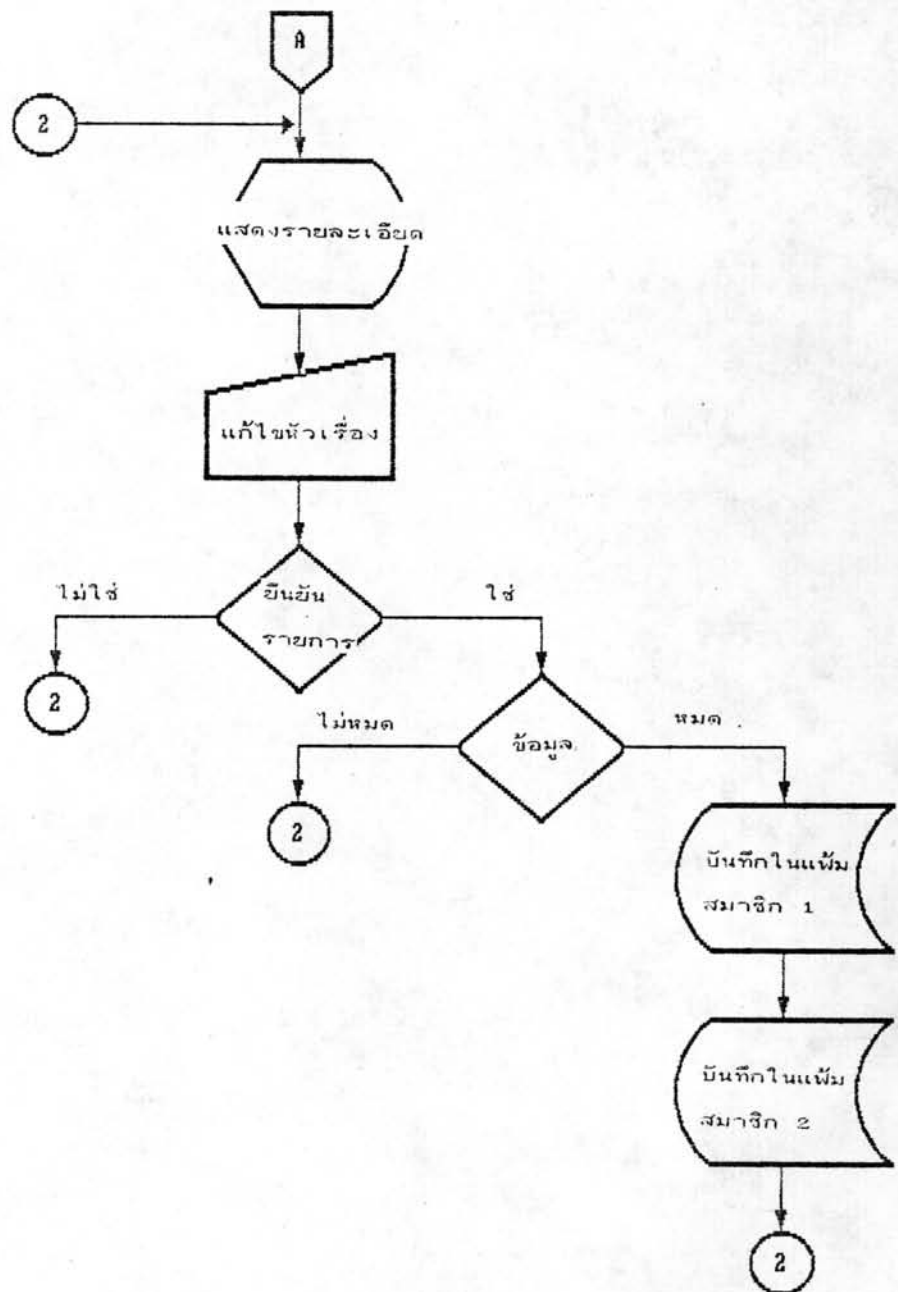 A
2
แสดงรายละเอียด
แก้ไขหัวเรื่อง
ไม่ใช่
ยืนยัน
ใช่
รายการ
2
ไม่หมด
หมด
ข้อมูล
2
บันทึกในแฟ้ม
สมาชิก 1
บันทึกในแฟ้ม
สมาชิก 2
2